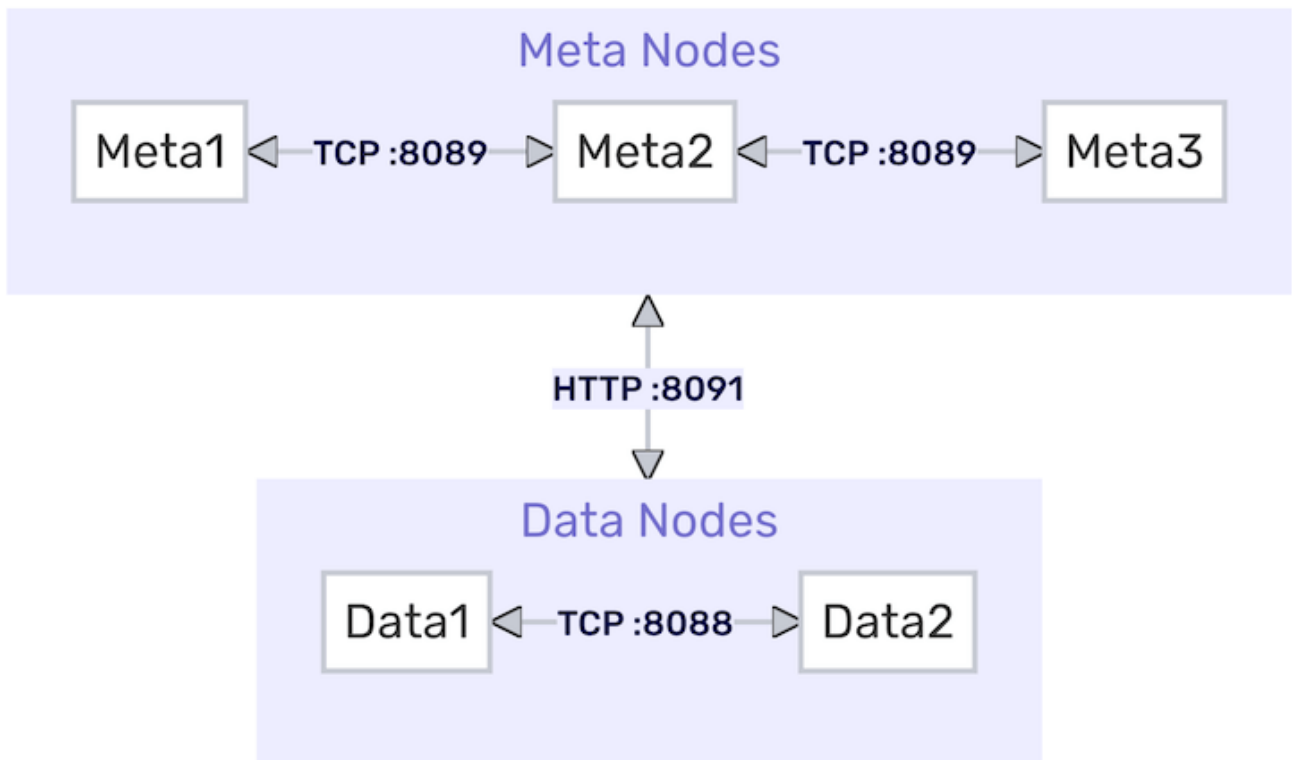 Meta Nodes
Meta1 TCP :8089 Meta2 TCP :8089 Meta3
HTTP :8091
Data Nodes
Data1 TCP :8088 Data2